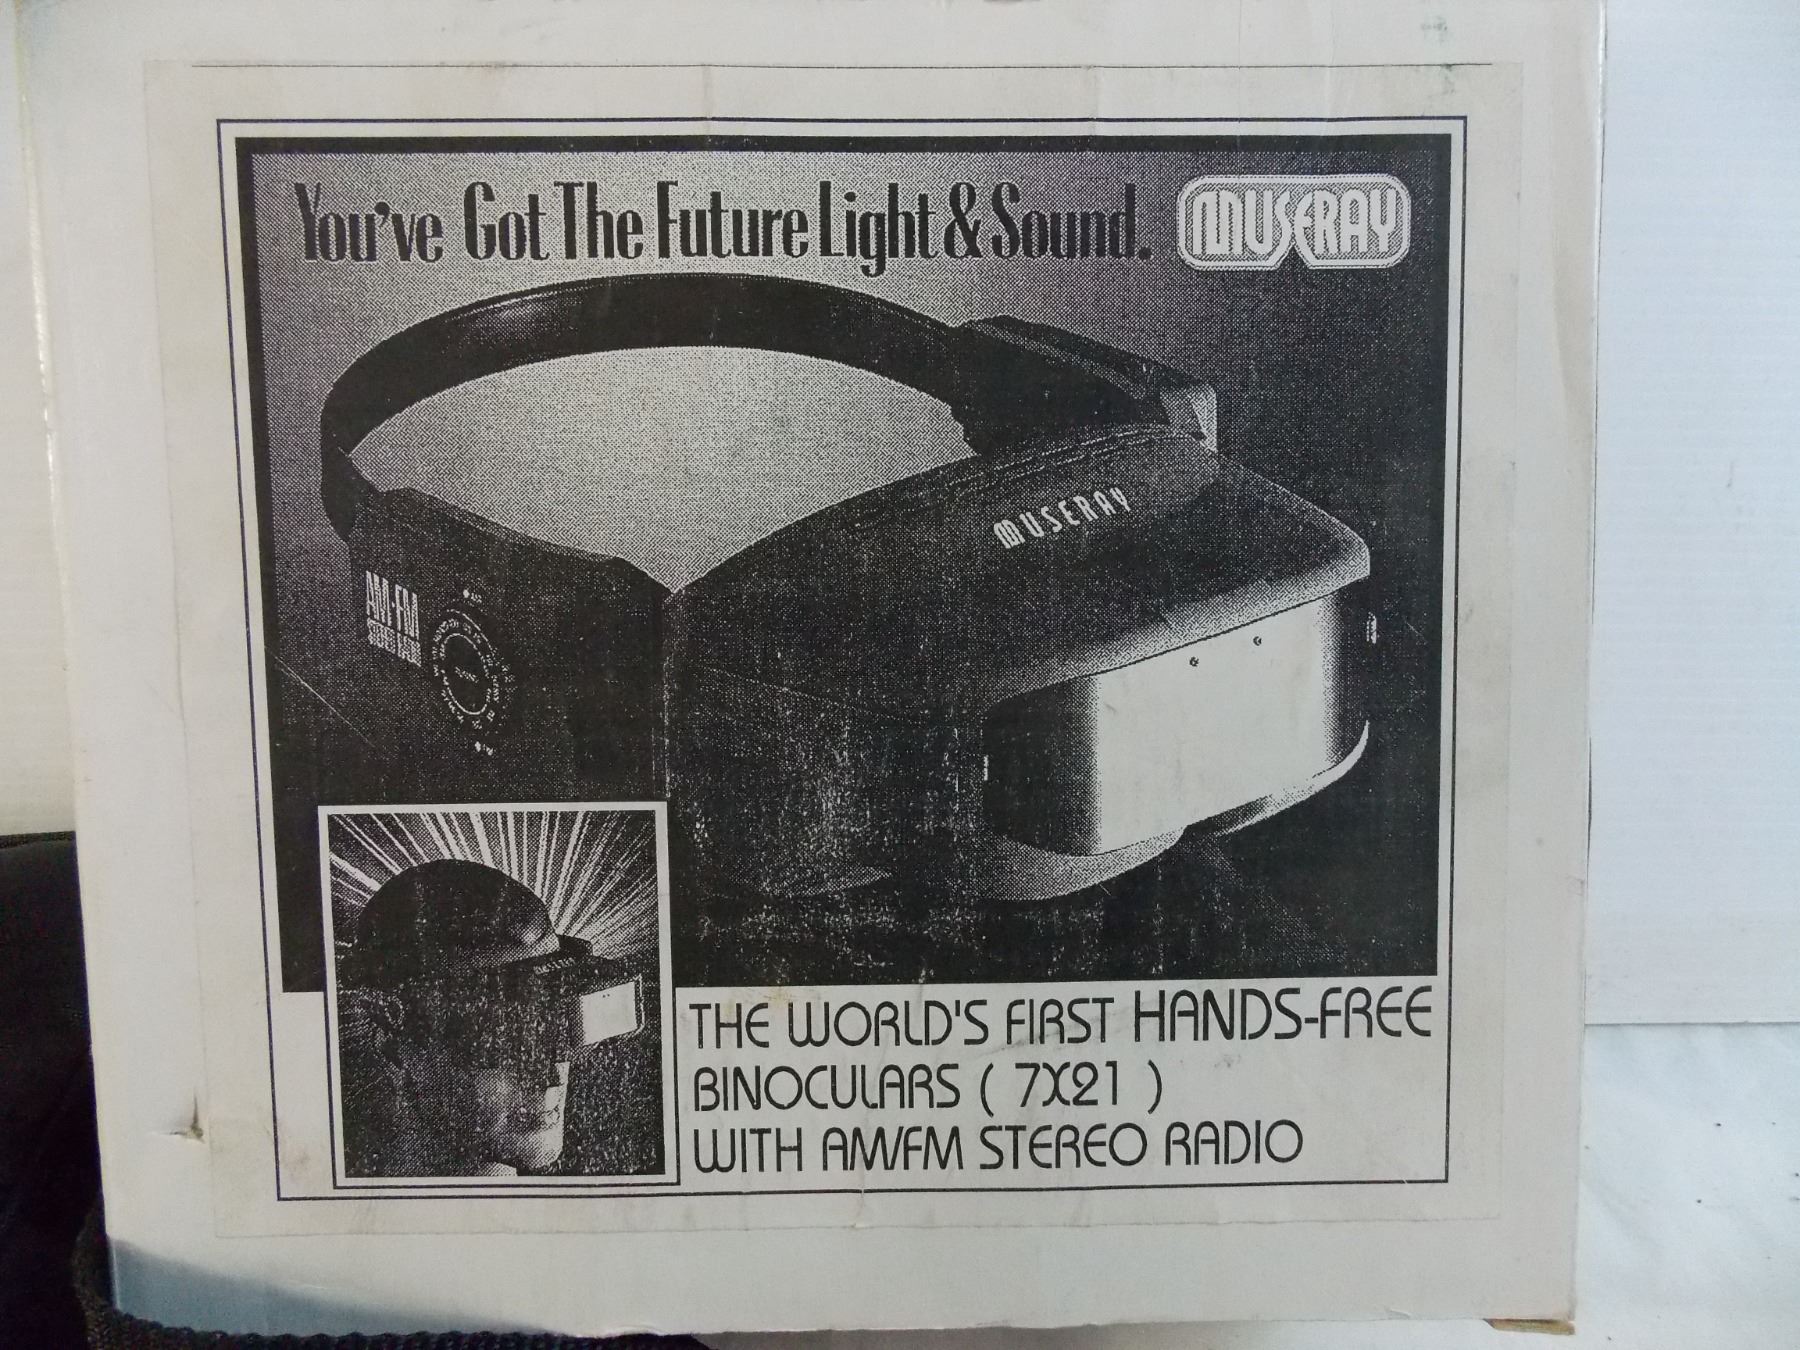 You've Got The Future Light & Sound.
MUSERAY
MUSERAY
AM·FM
THE WORLD'S FIRST HANDS-FREE
BINOCULARS ( 7X21 )
WITH AM/FM STEREO RADIO